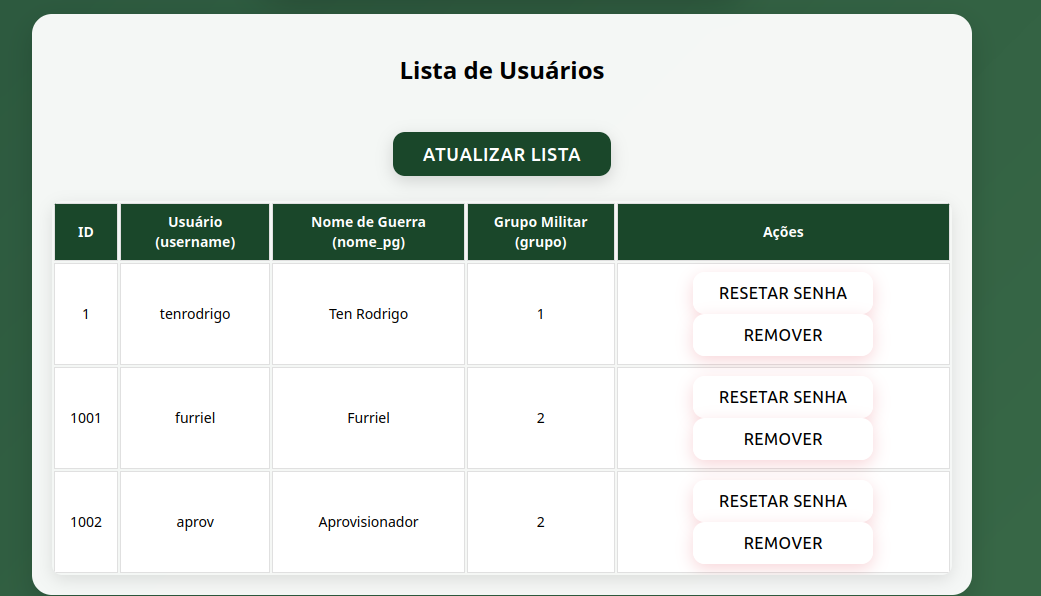 Lista de Usuários
ATUALIZAR LISTA
ID
Usuário
(username)
Nome de Guerra
(nome_pg)
Grupo Militar
(grupo)
Ações
1
tenrodrigo
Ten Rodrigo
1
RESETAR SENHA
REMOVER
1001
furriel
Furriel
2
RESETAR SENHA
REMOVER
1002
aprov
Aprovisionador
2
RESETAR SENHA
REMOVER